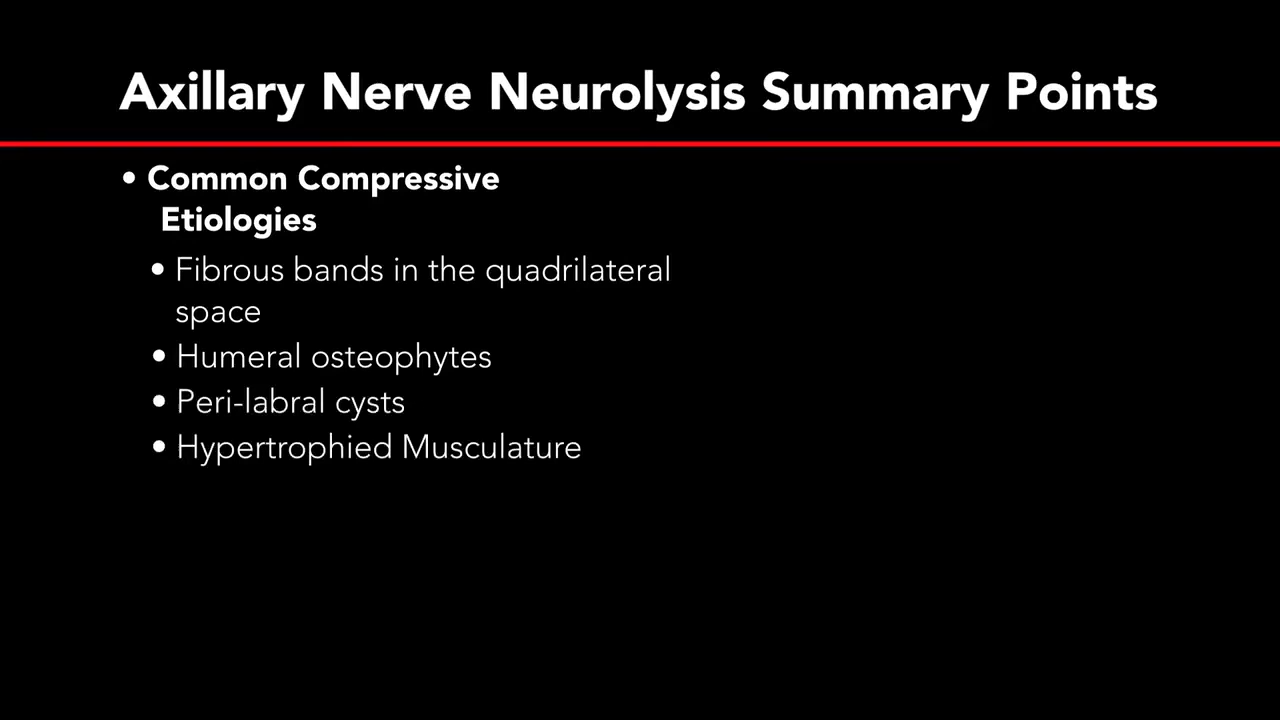 Axillary Nerve Neurolysis Summary Points
• Common Compressive
Etiologies
• Fibrous bands in the quadrilateral
space
• Humeral osteophytes
• Peri-labral cysts
• Hypertrophied Musculature